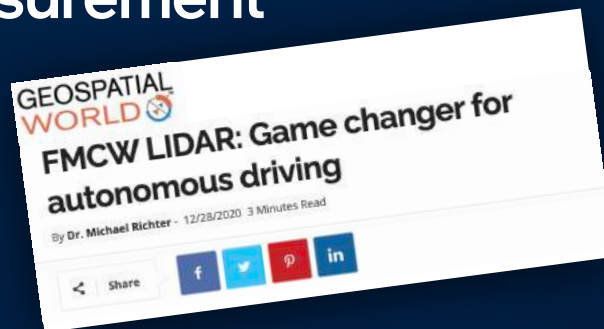 surement
GEOSPATIAL
WORLD
FMCW LIDAR: Game changer for
autonomous driving
By Dr. Michael Richter - 12/28/2020 3 Minutes Read
Share
f
in